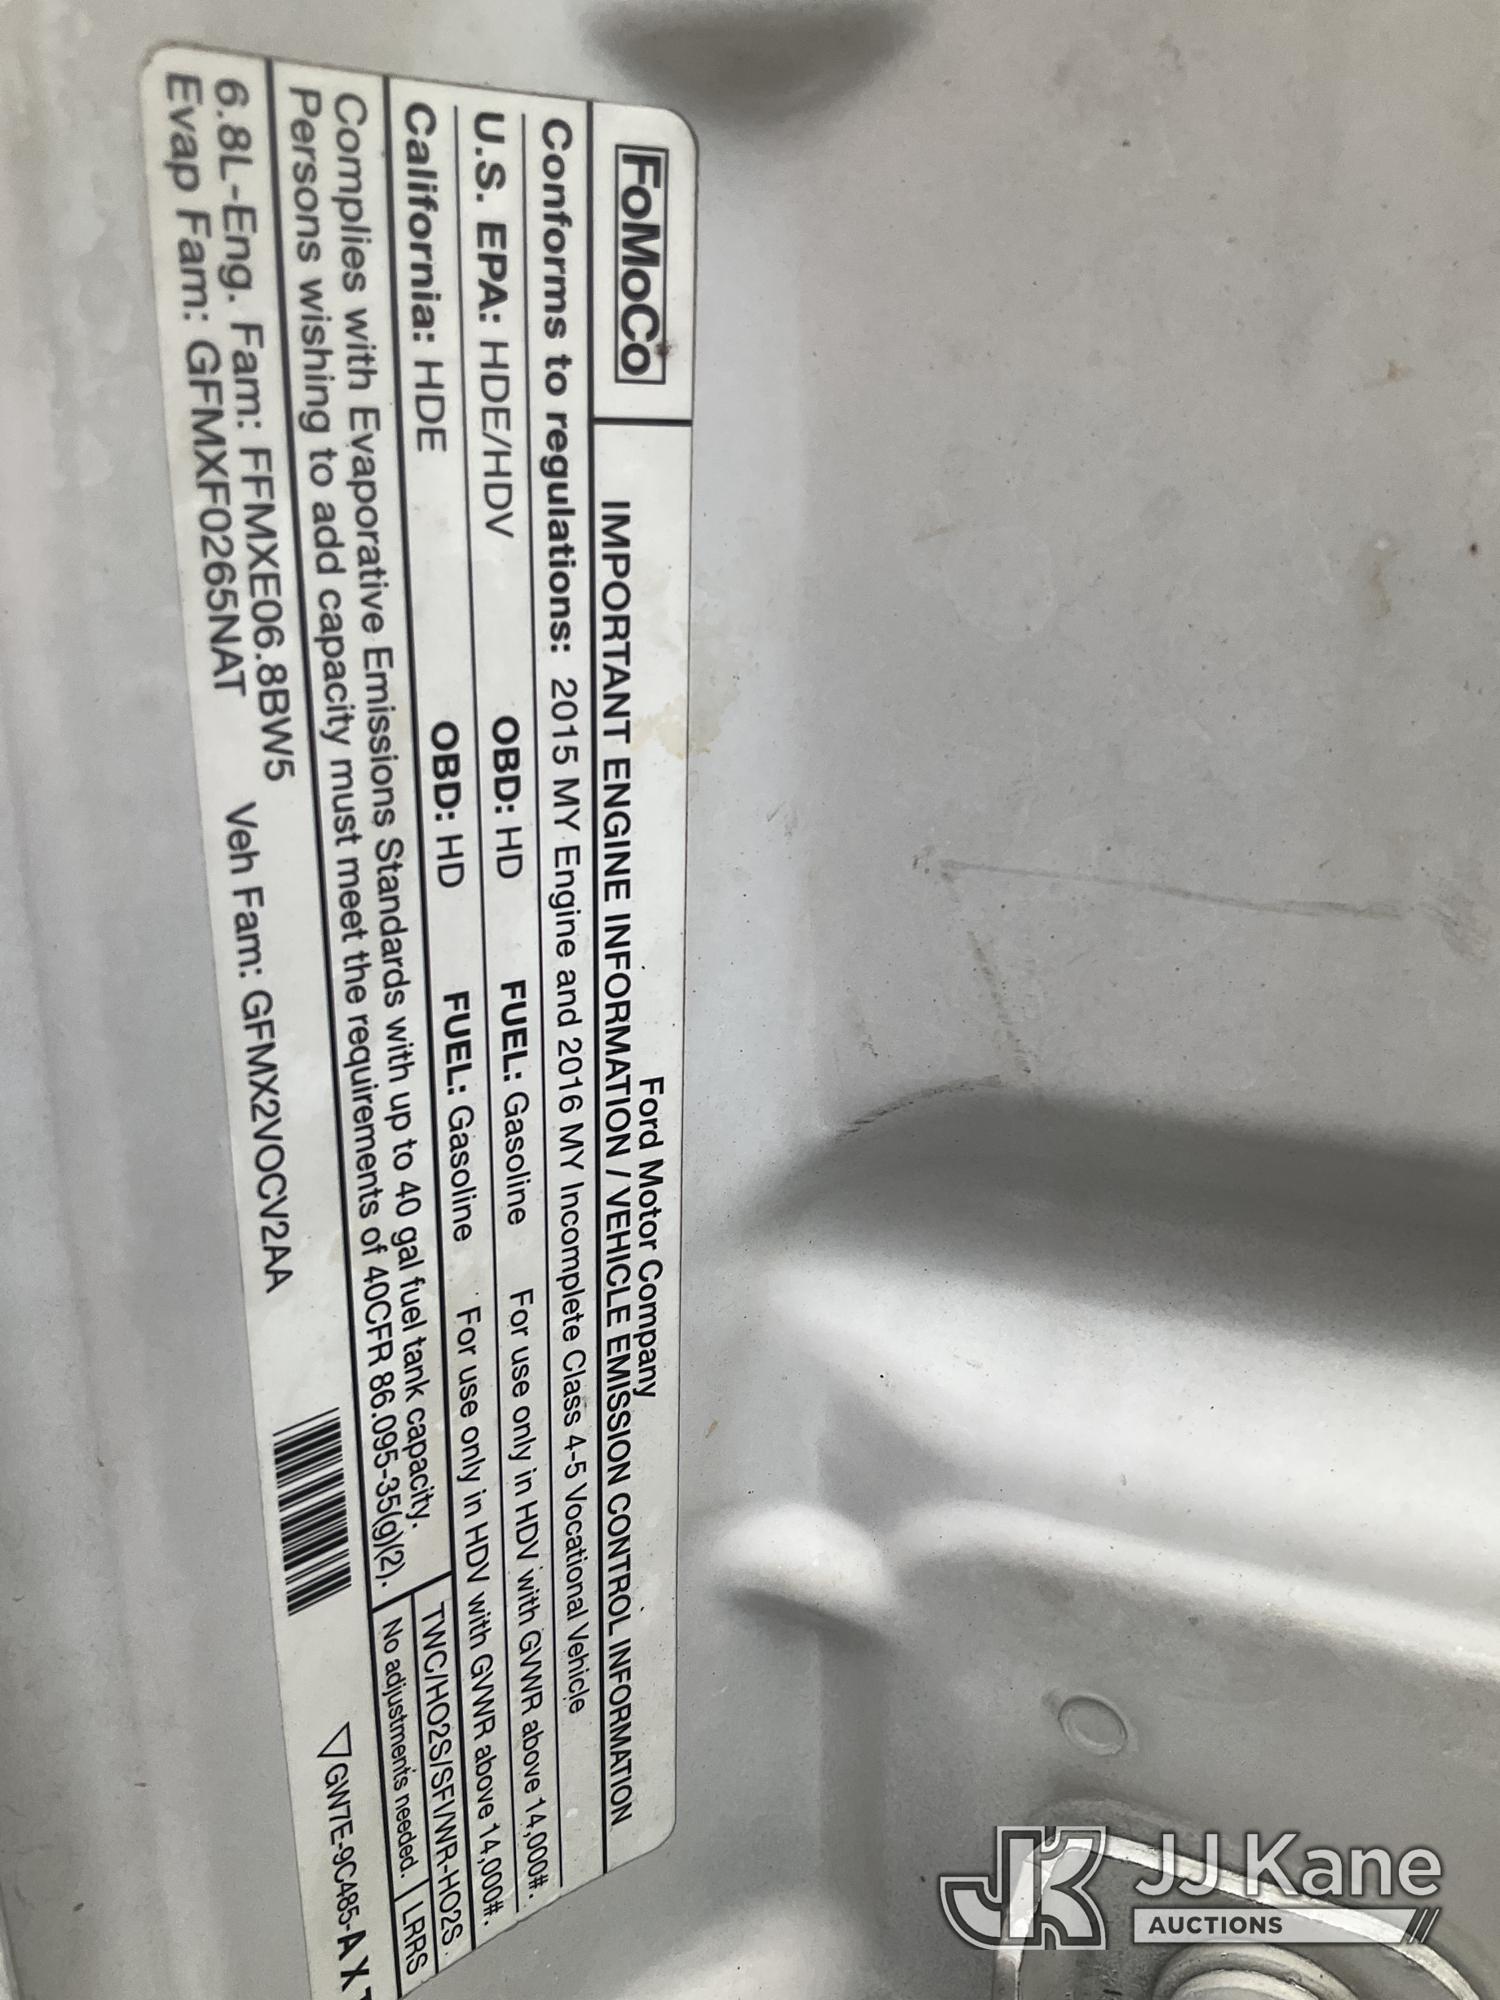 FoMoCo
Ford Motor Company
IMPORTANT ENGINE INFORMATION / VEHICLE EMISSION CONTROL INFORMATION
Conforms to regulations: 2015 MY Engine and 2016 MY Incomplete Class 4-5 Vocational Vehicle
U.S. EPA: HDE/HDV OBD: HD FUEL: Gasoline For use only in HDV with GVWR above 14,000#.
California: HDE OBD: HD FUEL: Gasoline For use only in HDV with GVWR above 14,000#.
Complies with Evaporative Emissions Standards with up to 40 gal fuel tank capacity.
TWC/HO2S/SFI/WR-HO2S
Persons wishing to add capacity must meet the requirements of 40CFR 86.095-35(g)(2).
No adjustments needed. LRRS
6.8L-Eng. Fam: FFMXE06.8BW5
Evap Fam: GFMXF0265NAT Veh Fam: GFMX2VOCV2AA
GW7E-9C485-AX
JK JJ Kane
AUCTIONS